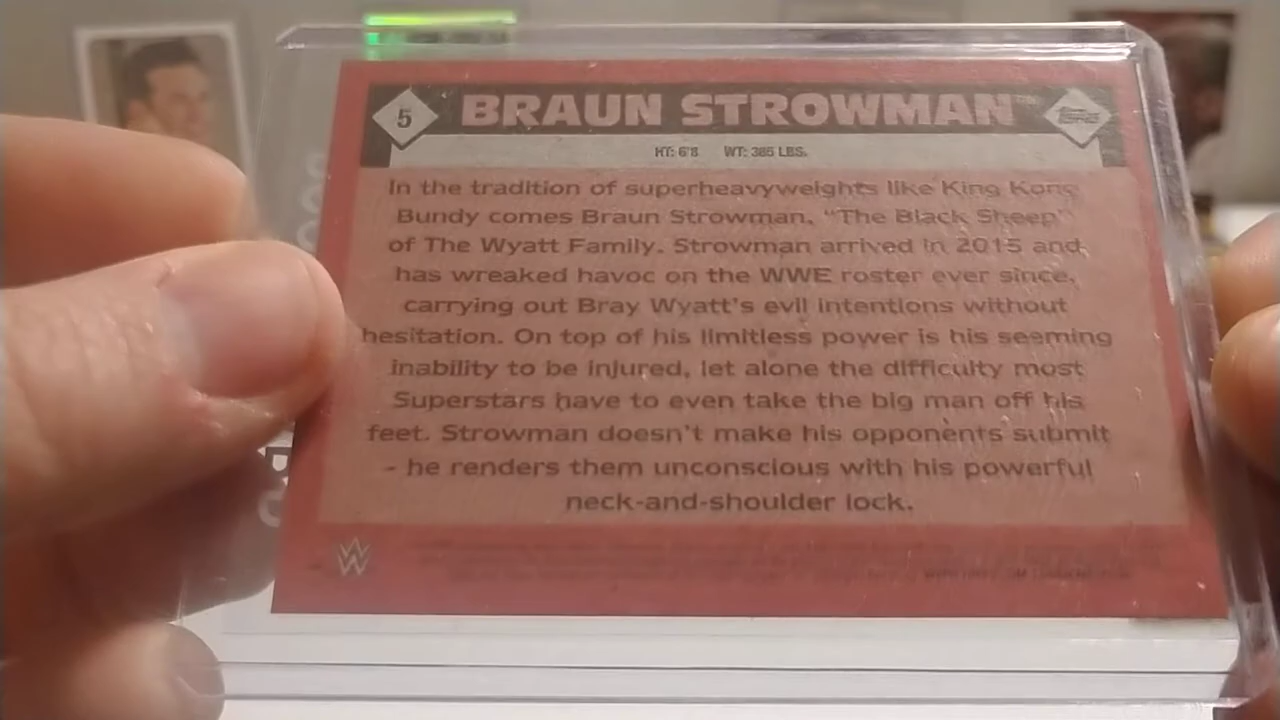 5 BRAUN STROWMAN™ Topps
HT: 6'8 WT: 385 LBS.
In the tradition of superheavyweights like King Kong
Bundy comes Braun Strowman, "The Black Sheep"
of The Wyatt Family. Strowman arrived in 2015 and
has wreaked havoc on the WWE roster ever since,
carrying out Bray Wyatt's evil intentions without
hesitation. On top of his limitless power is his seeming
inability to be injured, let alone the difficulty most
Superstars have to even take the big man off his
feet. Strowman doesn't make his opponents submit
- he renders them unconscious with his powerful
neck-and-shoulder lock.
W